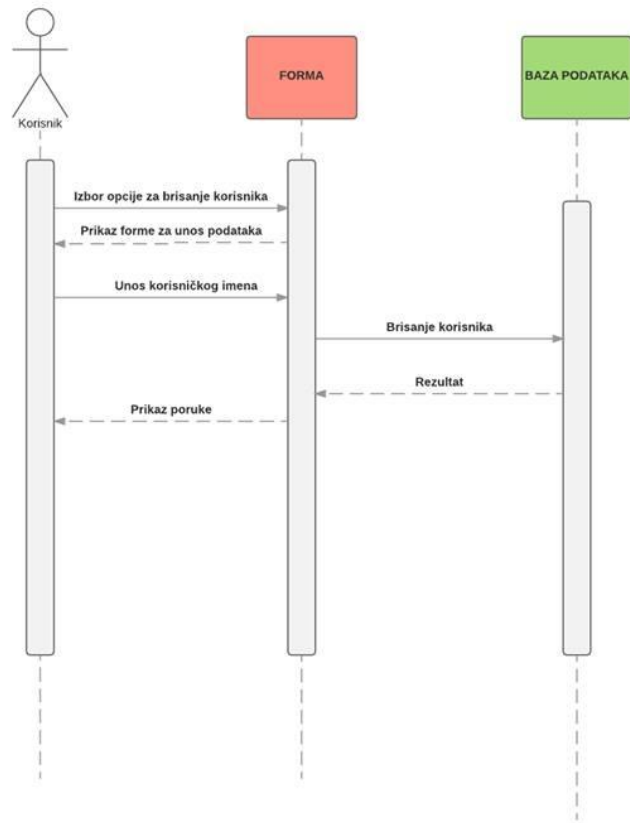 FORMA
BAZA PODATAKA
Korisnik
Izbor opcije za brisanje korisnika
Prikaz forme za unos podataka
Unos korisničkog imena
Brisanje korisnika
Rezultat
Prikaz poruke